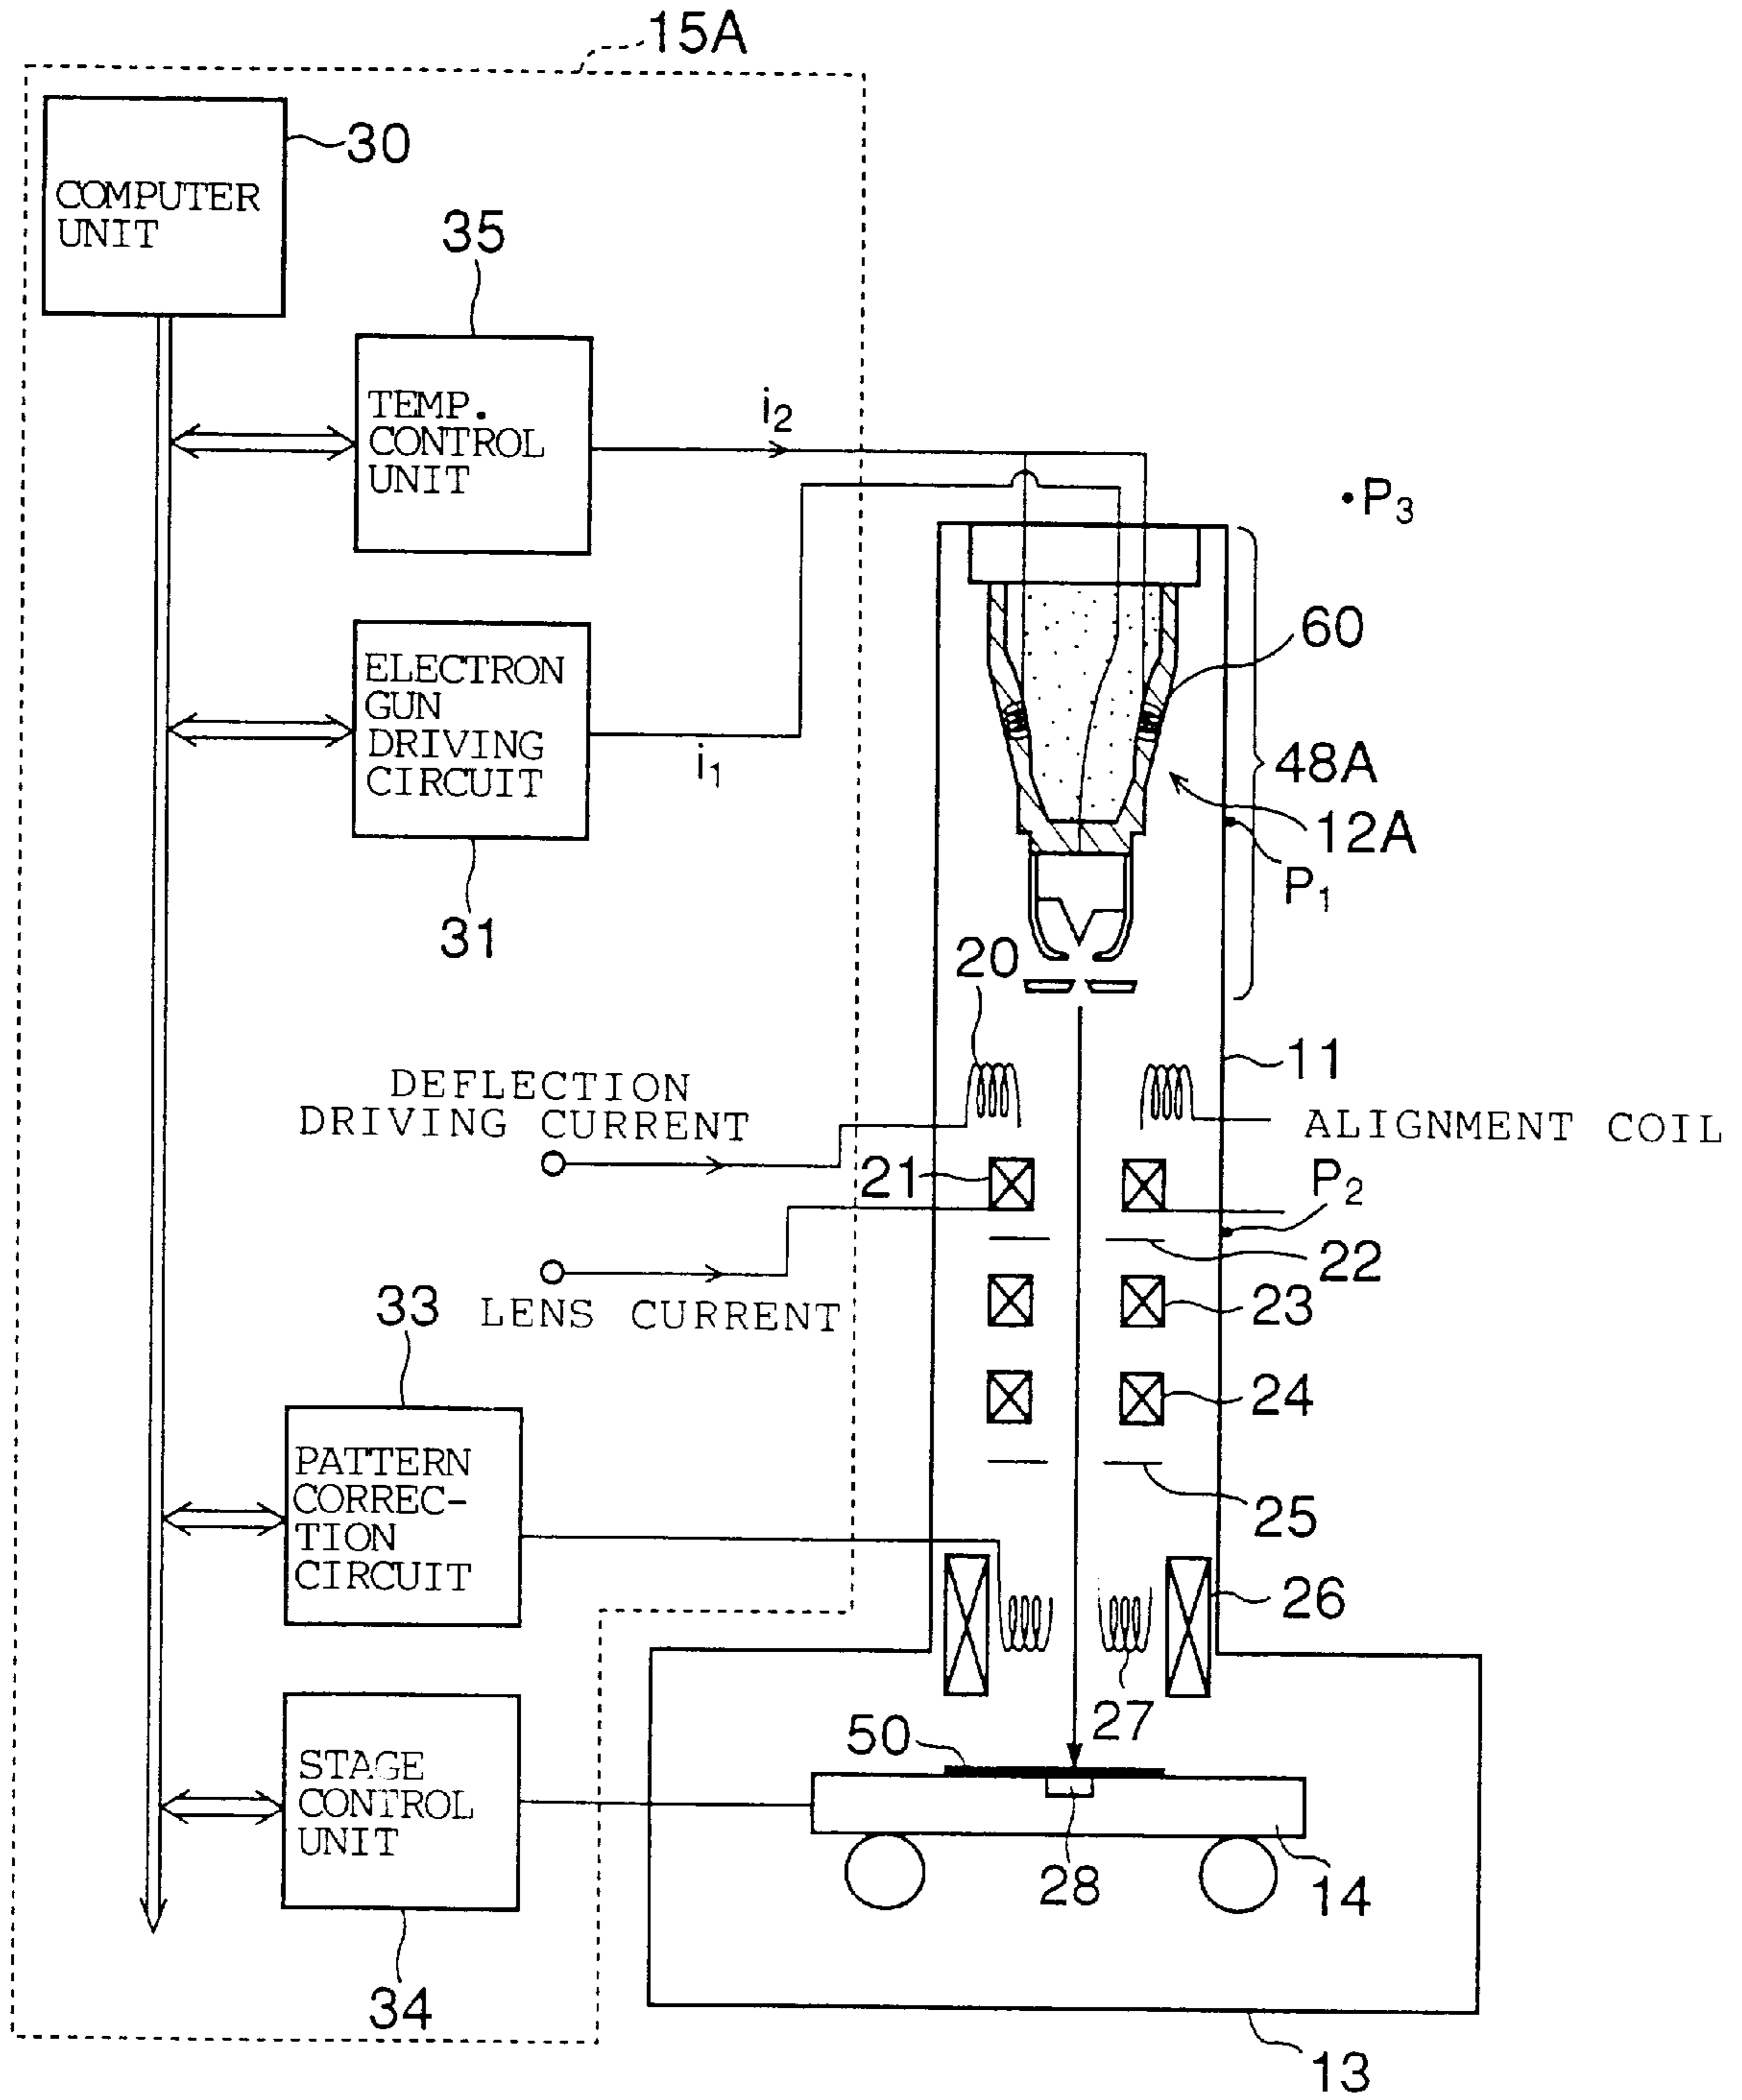 15A
30
COMPUTER
UNIT
35
TEMP.
CONTROL
UNIT
i2
P3
60
ELECTRON
GUN
DRIVING
CIRCUIT
i1
48A
12A
P1
31
20
11
DEFLECTION
DRIVING CURRENT
ALIGNMENT COIL
21
P2
22
LENS CURRENT
23
33
24
PATTERN
CORREC-
TION
CIRCUIT
25
26
27
50
STAGE
CONTROL
UNIT
28
14
34
13